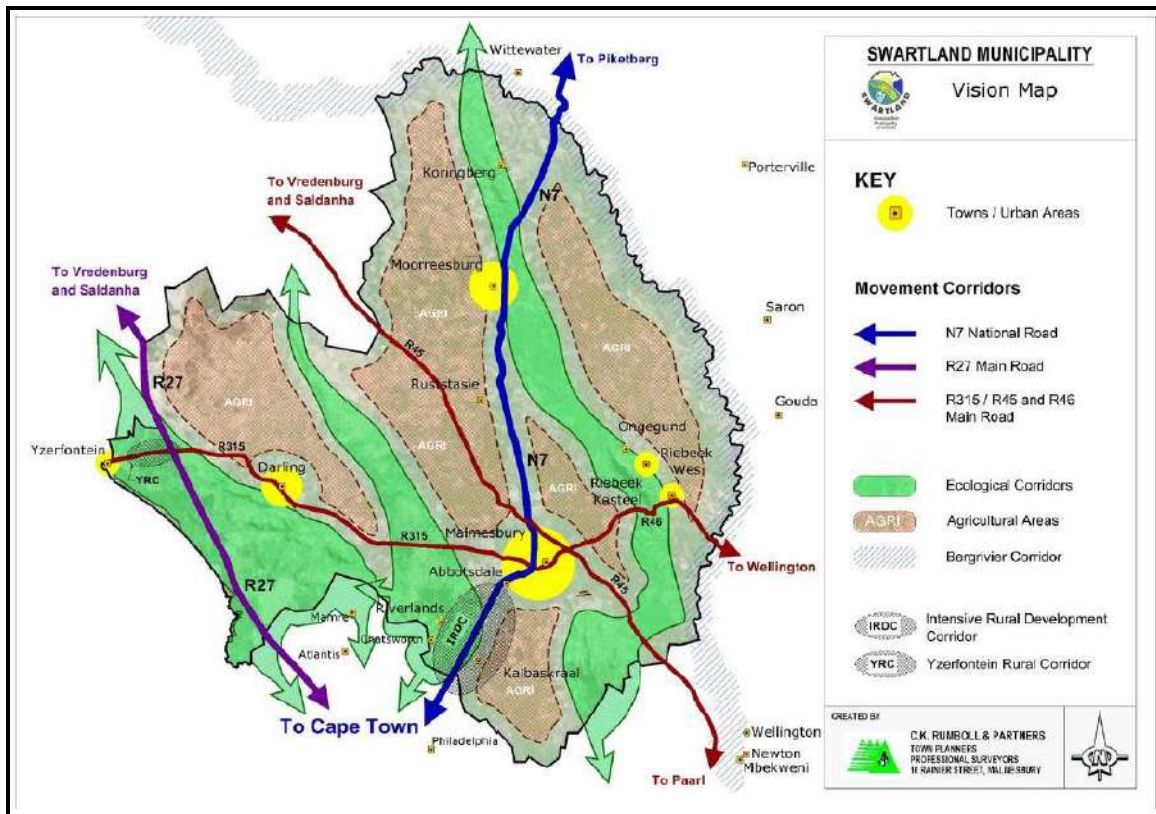 Wittewater
To Piketberg
Koringberg
N7
Porterville
To Vredenburg
and Saldanha
Moorreesburg
AGRI
To Vredenburg
and Saldanha
Saron
R45
AGRI
R27
Ruststasie
AGRI
Gouda
AGRI
Ongegund
Yzerfontein
R315
YRC
Darling
AGRI
N7
AGRI
Riebeek
Wes
Riebeek
Kasteel
R46
Malmesbury
R315
To Wellington
Abbotsdale
R45
R27
Mamre
Riverlands
Chatsworth
IRDC
Atlantis
Kalbaskraal
AGRI
To Cape Town
Philadelphia
Wellington
Newton
Mbekweni
To Paarl
SWARTLAND MUNICIPALITY
SWARTLAND
Vision Map
KEY
Towns / Urban Areas
Movement Corridors
N7 National Road
R27 Main Road
R315 / R45 and R46
Main Road
Ecological Corridors
AGRI
Agricultural Areas
Bergrivier Corridor
IRDC
Intensive Rural Development
Corridor
YRC
Yzerfontein Rural Corridor
CREATED BY
C.K. RUMBOLL & PARTNERS
TOWN PLANNERS
PROFESSIONAL SURVEYORS
16 RAINIER STREET, MALMESBURY